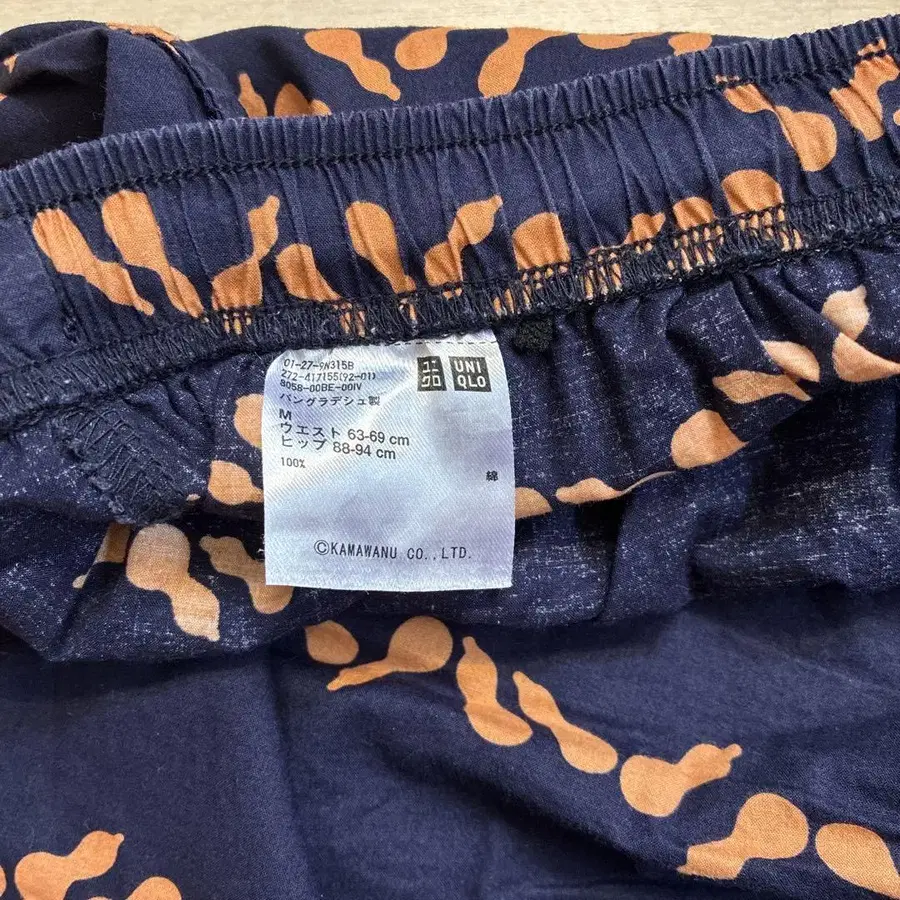 01-27-9N315B
272-417155(92-01)
8058-00BE-00IV
バングラデシュ製
ユニ
クロ
UNI
QLO
M
ウエスト 63-69 cm
ヒップ 88-94 cm
100%
綿
©KAMAWANU CO.,LTD.